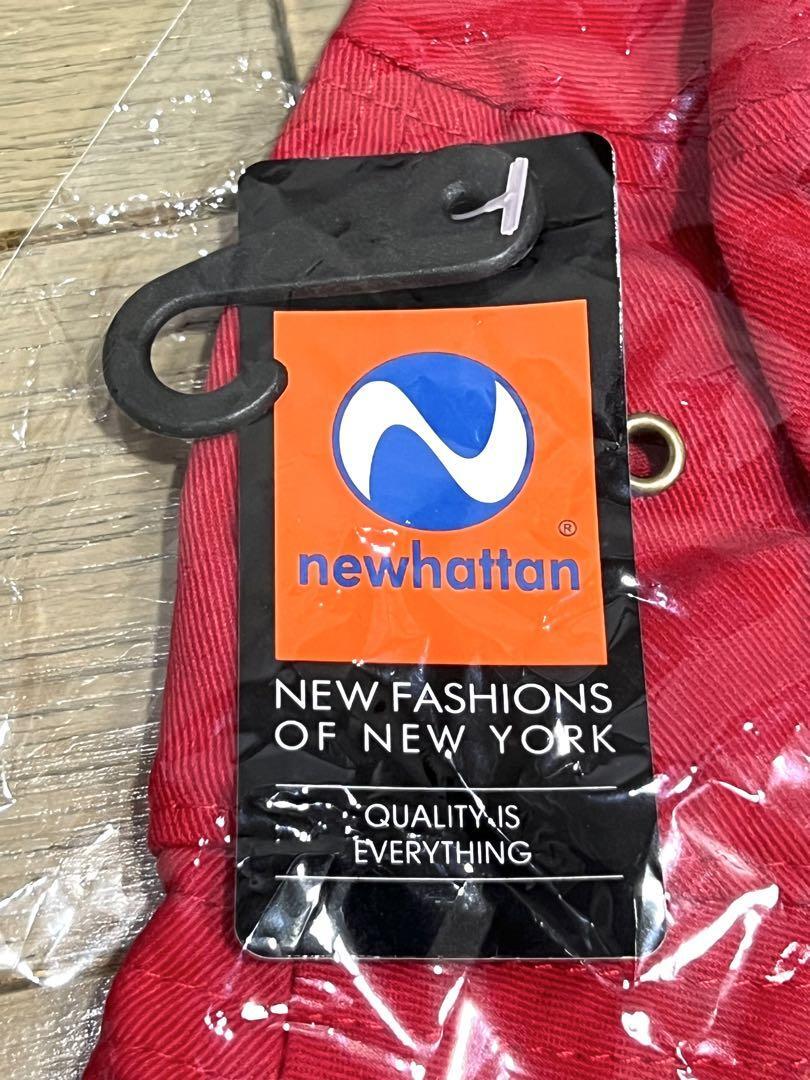 ®
newhattan
NEW FASHIONS
OF NEW YORK
QUALITY IS
EVERYTHING